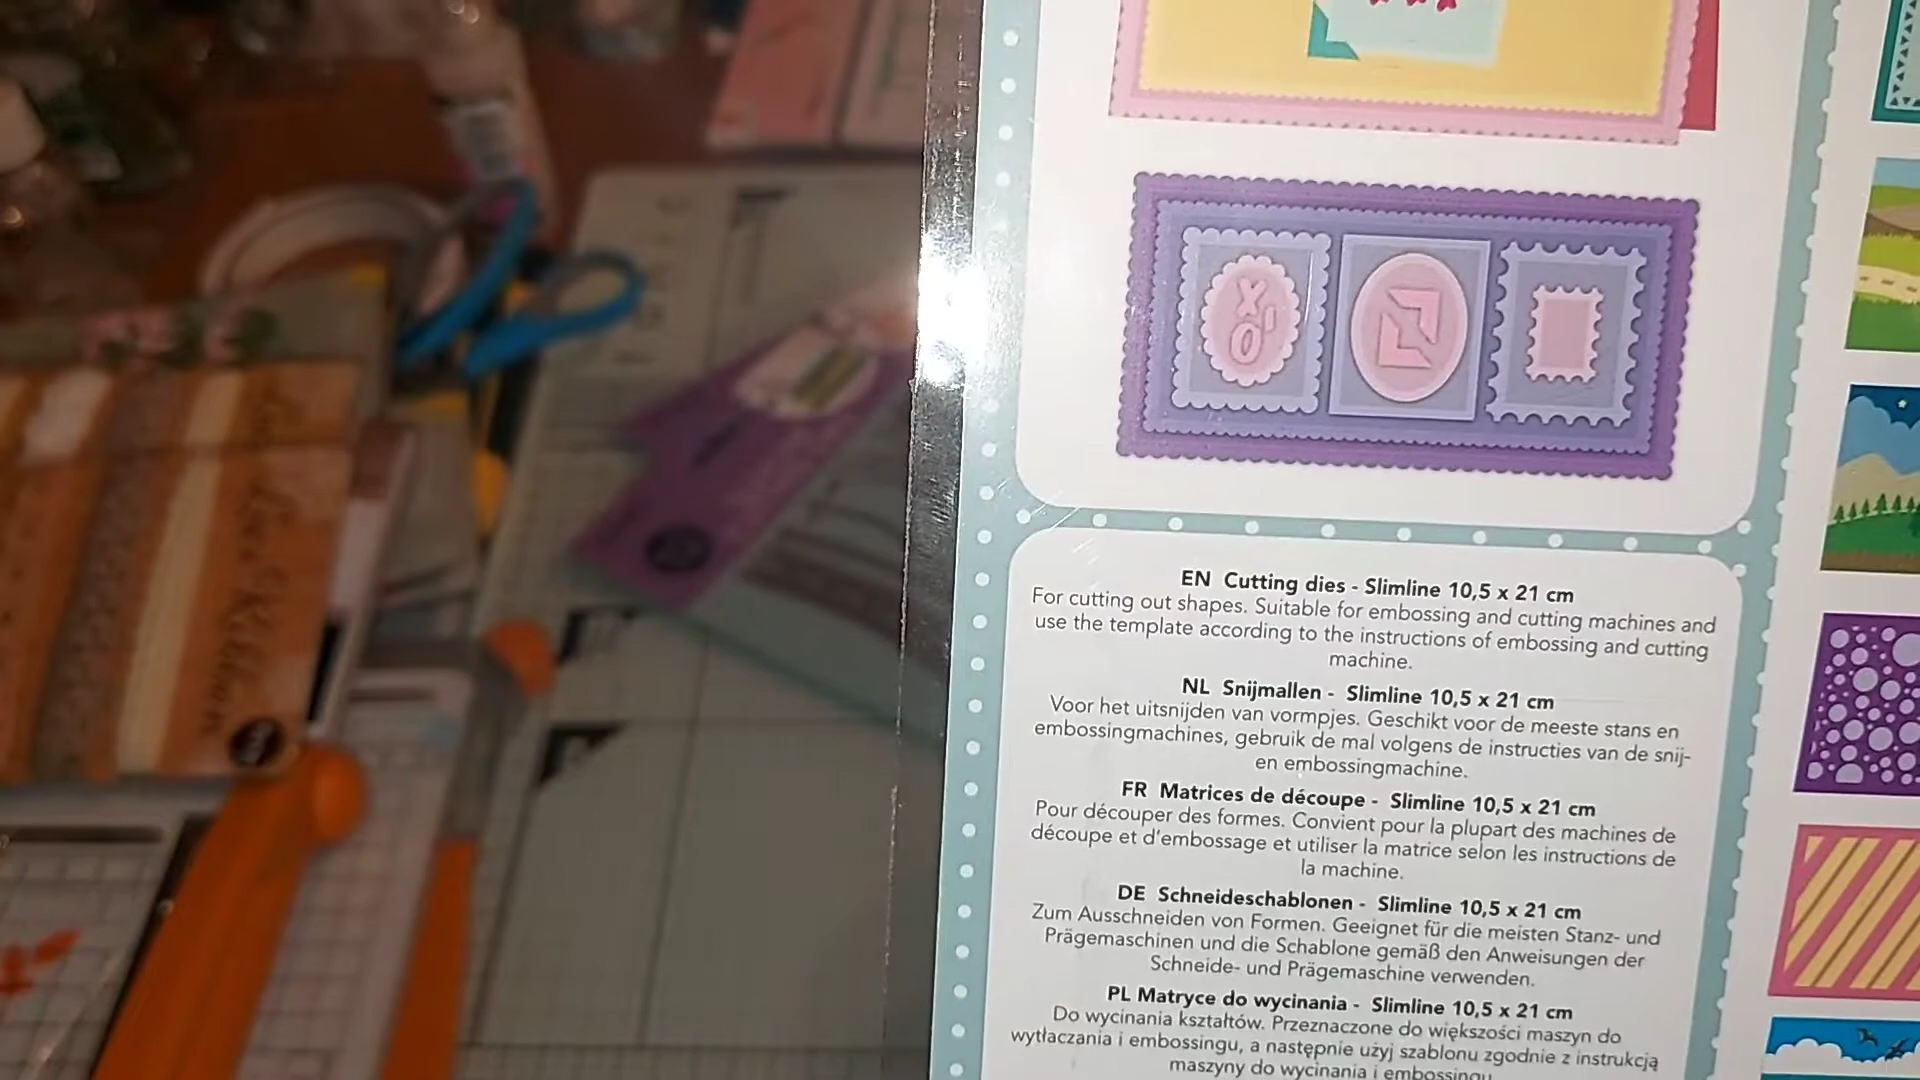 EN Cutting dies - Slimline 10,5 x 21 cm
For cutting out shapes. Suitable for embossing and cutting machines and
use the template according to the instructions of embossing and cutting
machine.
NL Snijmallen - Slimline 10,5 x 21 cm
Voor het uitsnijden van vormpjes. Geschikt voor de meeste stans en
embossingmachines, gebruik de mal volgens de instructies van de snij-
en embossingmachine.
FR Matrices de découpe - Slimline 10,5 x 21 cm
Pour découper des formes. Convient pour la plupart des machines de
découpe et d'embossage et utiliser la matrice selon les instructions de
la machine.
DE Schneideschablonen - Slimline 10,5 x 21 cm
Zum Ausschneiden von Formen. Geeignet für die meisten Stanz- und
Prägemaschinen und die Schablone gemäß den Anweisungen der
Schneide- und Prägemaschine verwenden.
PL Matryce do wycinania - Slimline 10,5 x 21 cm
Do wycinania kształtów. Przeznaczone do większości maszyn do
wytłaczania i embossingu, a następnie użyj szablonu zgodnie z instrukcją
maszyny do wycinania i embossingu